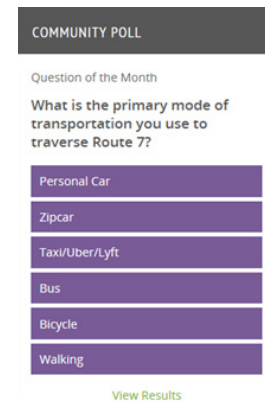 COMMUNITY POLL
Question of the Month
What is the primary mode of
transportation you use to
traverse Route 7?
Personal Car
Zipcar
Taxi/Uber/Lyft
Bus
Bicycle
Walking
View Results